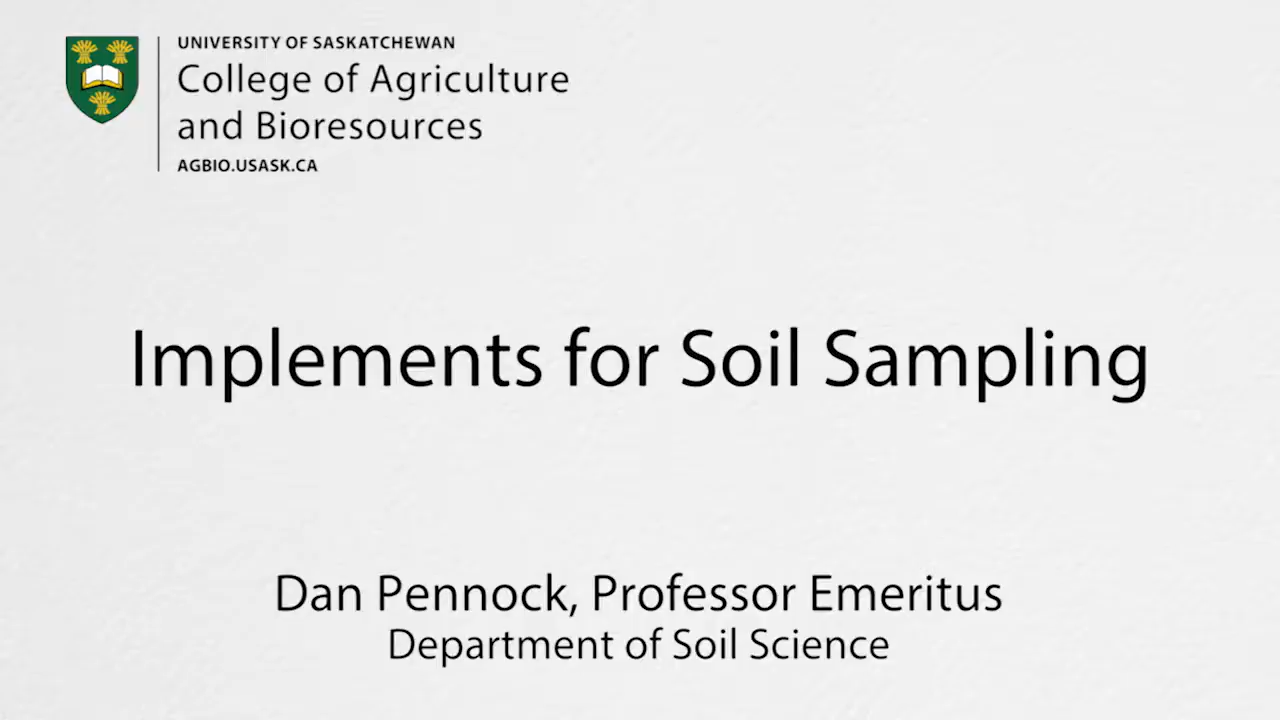 UNIVERSITY OF SASKATCHEWAN
College of Agriculture
and Bioresources
AGBIO.USASK.CA
Implements for Soil Sampling
Dan Pennock, Professor Emeritus
Department of Soil Science